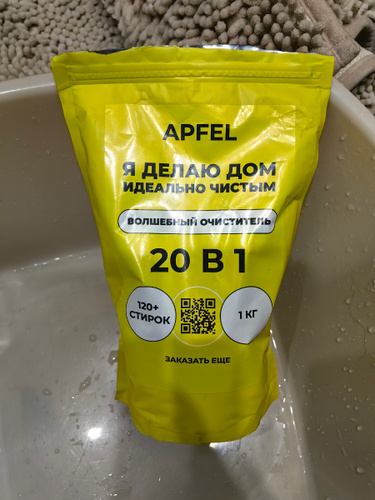 APFEL
Я ДЕЛАЮ ДОМ
ИДЕАЛЬНО ЧИСТЫМ
ВОЛШЕБНЫЙ ОЧИСТИТЕЛЬ
20 В 1
120+
СТИРОК
1 КГ
ЗАКАЗАТЬ ЕЩЕ